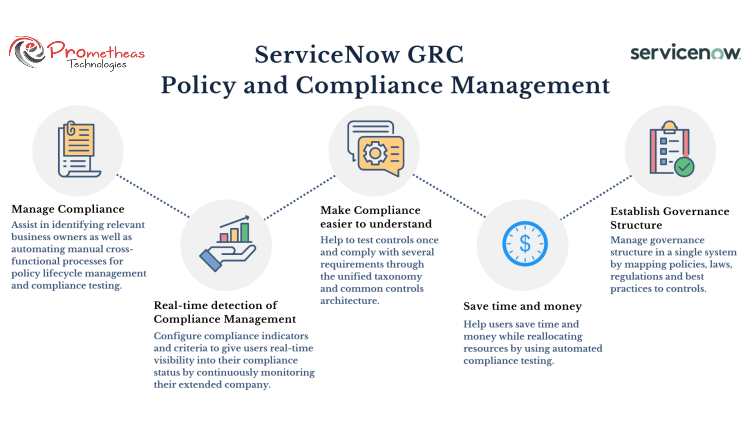 Prometheas
Technologies
ServiceNow GRC
Policy and Compliance Management
servicenow
Manage Compliance
Assist in identifying relevant
business owners as well as
automating manual cross-
functional processes for
policy lifecycle management
and compliance testing.
Real-time detection of
Compliance Management
Configure compliance indicators
and criteria to give users real-time
visibility into their compliance
status by continuously monitoring
their extended company.
Make Compliance
easier to understand
Help to test controls once
and comply with several
requirements through
the unified taxonomy
and common controls
architecture.
$
Save time and money
Help users save time and
money while reallocating
resources by using automated
compliance testing.
Establish Governance
Structure
Manage governance
structure in a single system
by mapping policies, laws,
regulations and best
practices to controls.